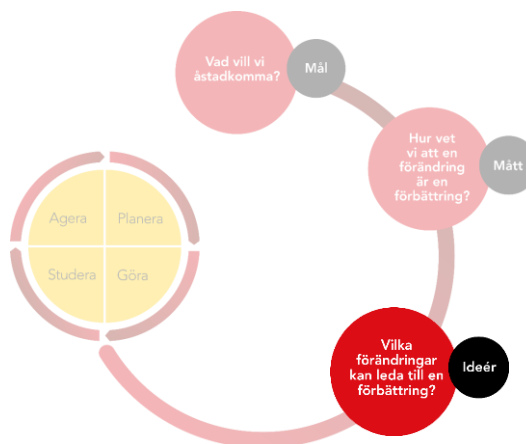 Vad vill vi
åstadkomma?
Mål
Hur vet
vi att en
förändring
är en
förbättring?
Mått
Vilka
förändringar
kan leda till en
förbättring?
Ideér
Agera
Planera
Studera
Göra